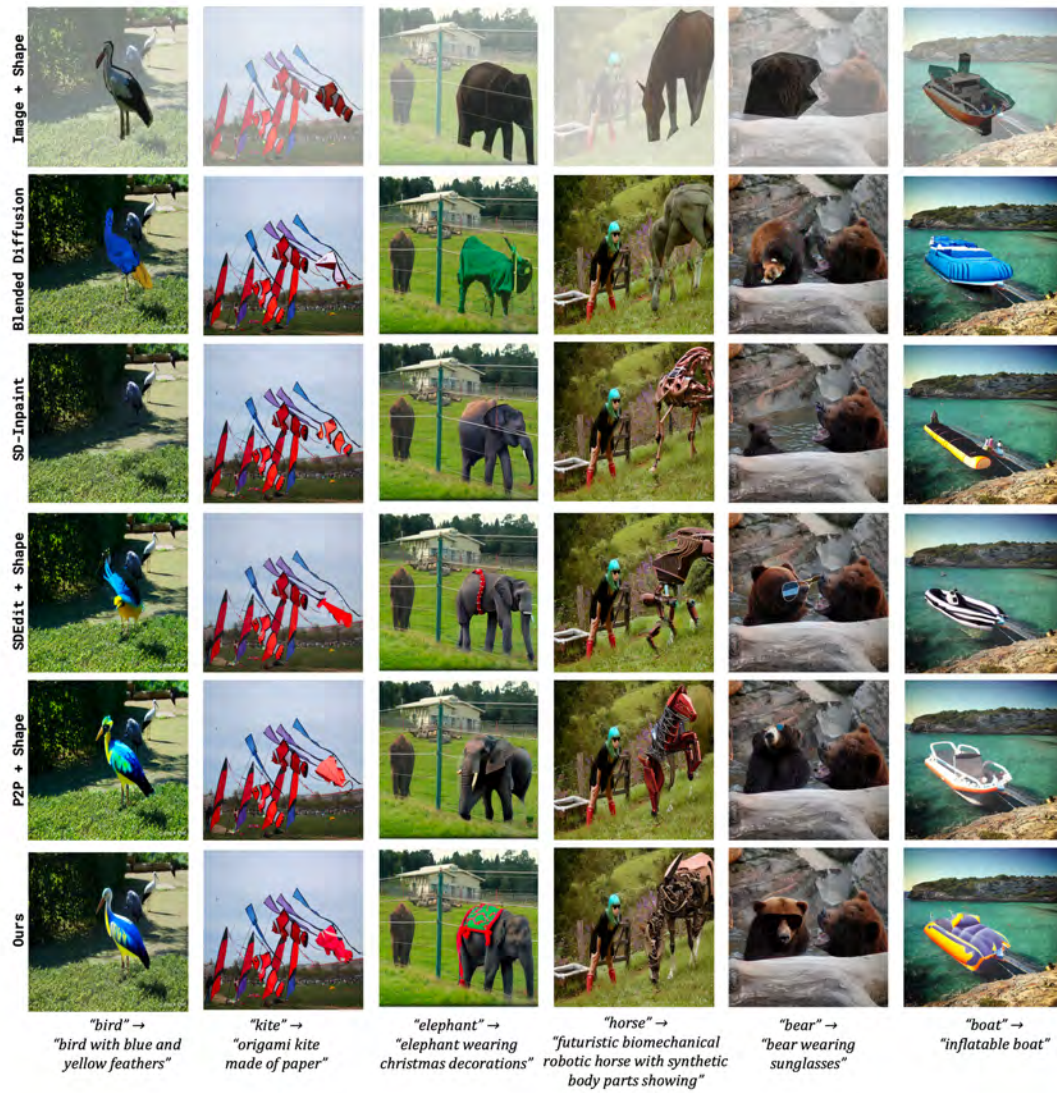 Image + Shape
Blended Diffusion
SD-Inpaint
SDEdit + Shape
P2P + Shape
Ours
"bird" →
"bird with blue and
yellow feathers"
"kite" →
"origami kite
made of paper"
"elephant" →
"elephant wearing
christmas decorations"
"horse" →
"futuristic biomechanical
robotic horse with synthetic
body parts showing"
"bear" →
"bear wearing
sunglasses"
"boat" →
"inflatable boat"